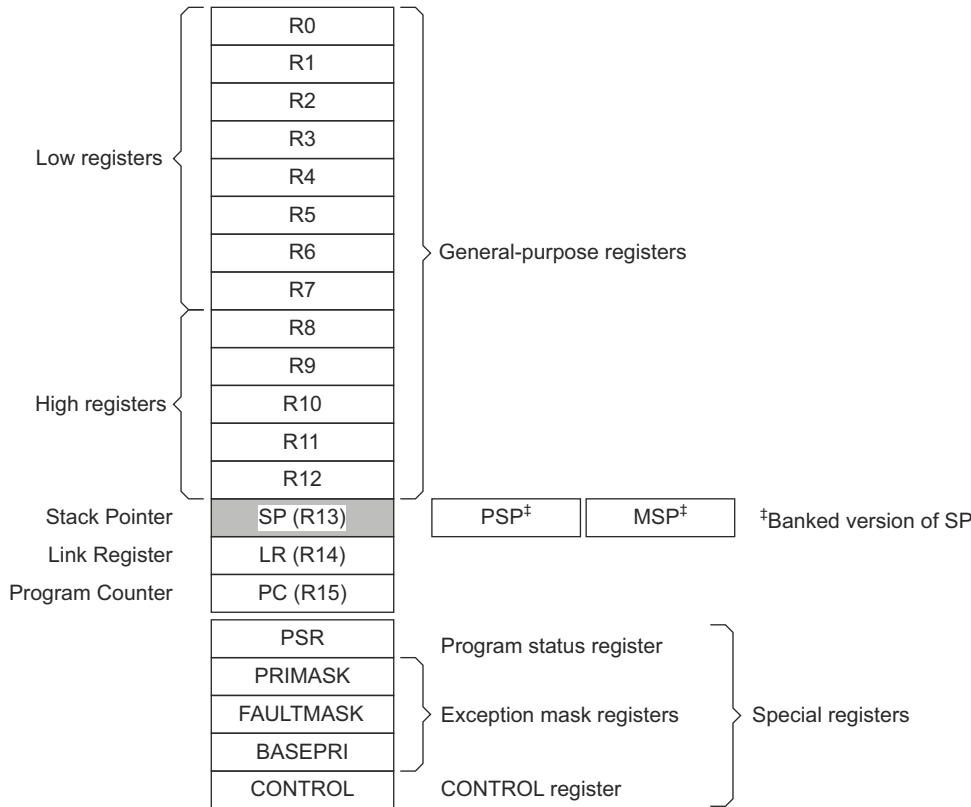 R0
R1
R2
R3
Low registers
R4
R5
R6
General-purpose registers
R7
R8
R9
High registers
R10
R11
R12
Stack Pointer SP (R13) PSP‡ MSP‡ ‡Banked version of SP
Link Register LR (R14)
Program Counter PC (R15)
PSR Program status register
PRIMASK
FAULTMASK Exception mask registers Special registers
BASEPRI
CONTROL CONTROL register